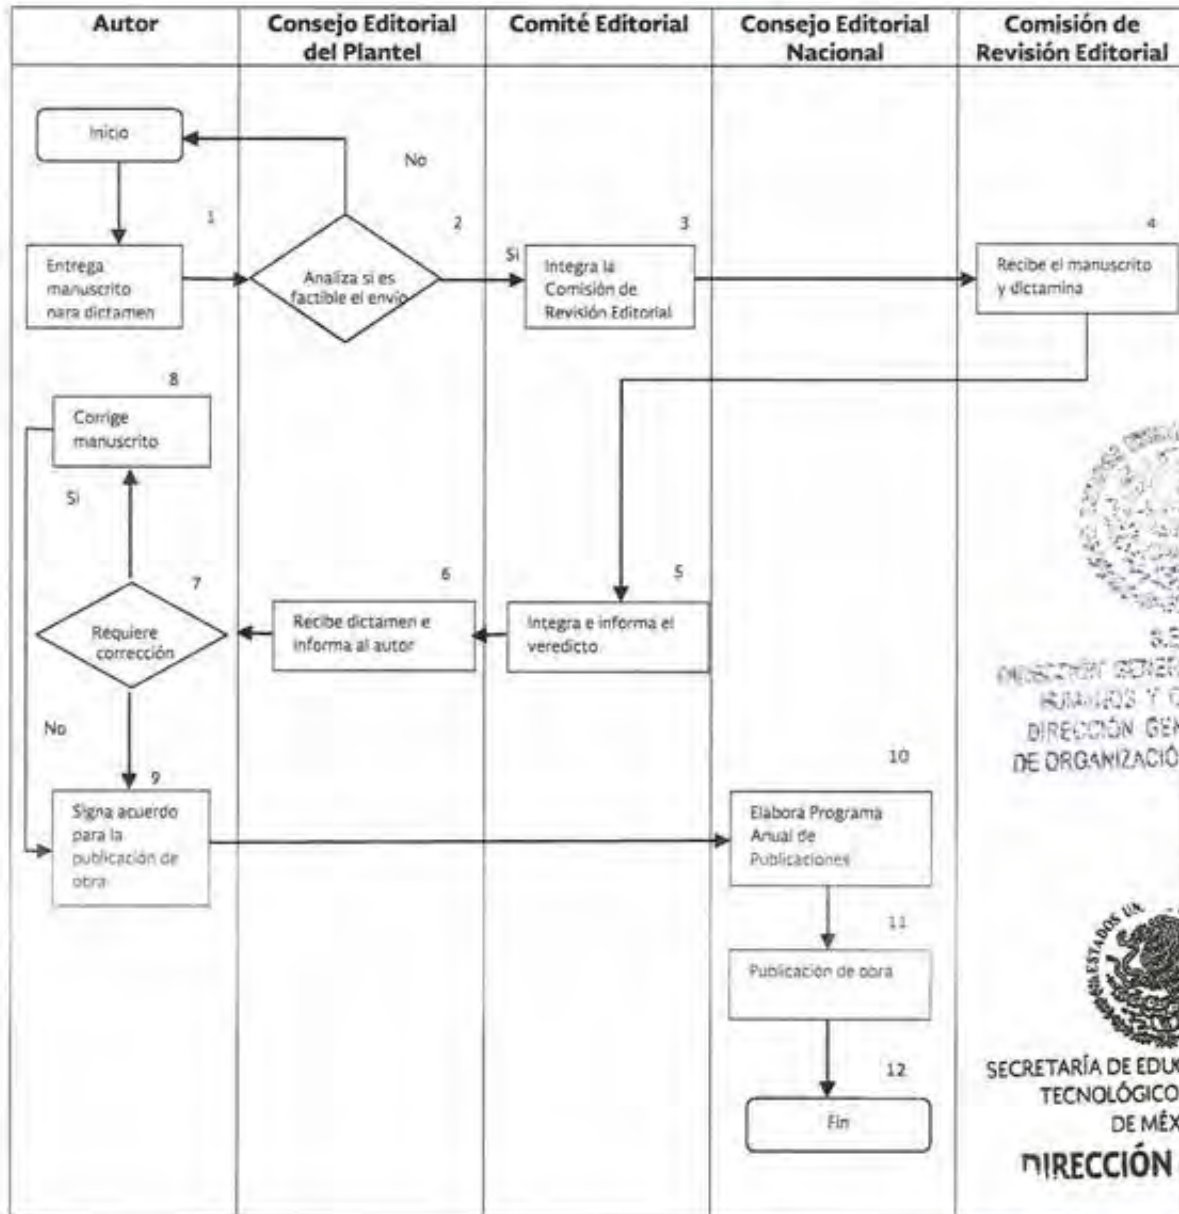 Autor
Consejo Editorial
del Plantel
Comité Editorial
Consejo Editorial
Nacional
Comisión de
Revisión Editorial
Inicio
No
1
Entrega
manuscrito
para dictamen
2
Analiza si es
factible el envío
Si
3
Integra la
Comisión de
Revisión Editorial
4
Recibe el manuscrito
y dictamina
8
Corrige
manuscrito
Si
7
Requiere
corrección
6
Recibe dictamen e
informa al autor
5
Integra e informa el
veredicto
No
9
Signa acuerdo
para la
publicación de
obra
10
Elabora Programa
Anual de
Publicaciones
11
Publicación de obra
12
Fin
HUMANOS Y
DIRECCIÓN GEN
DE ORGANIZACIÓ
ESTADOS UN
SECRETARÍA DE EDU
TECNOLÓGICO
DE MÉX
DIRECCIÓN